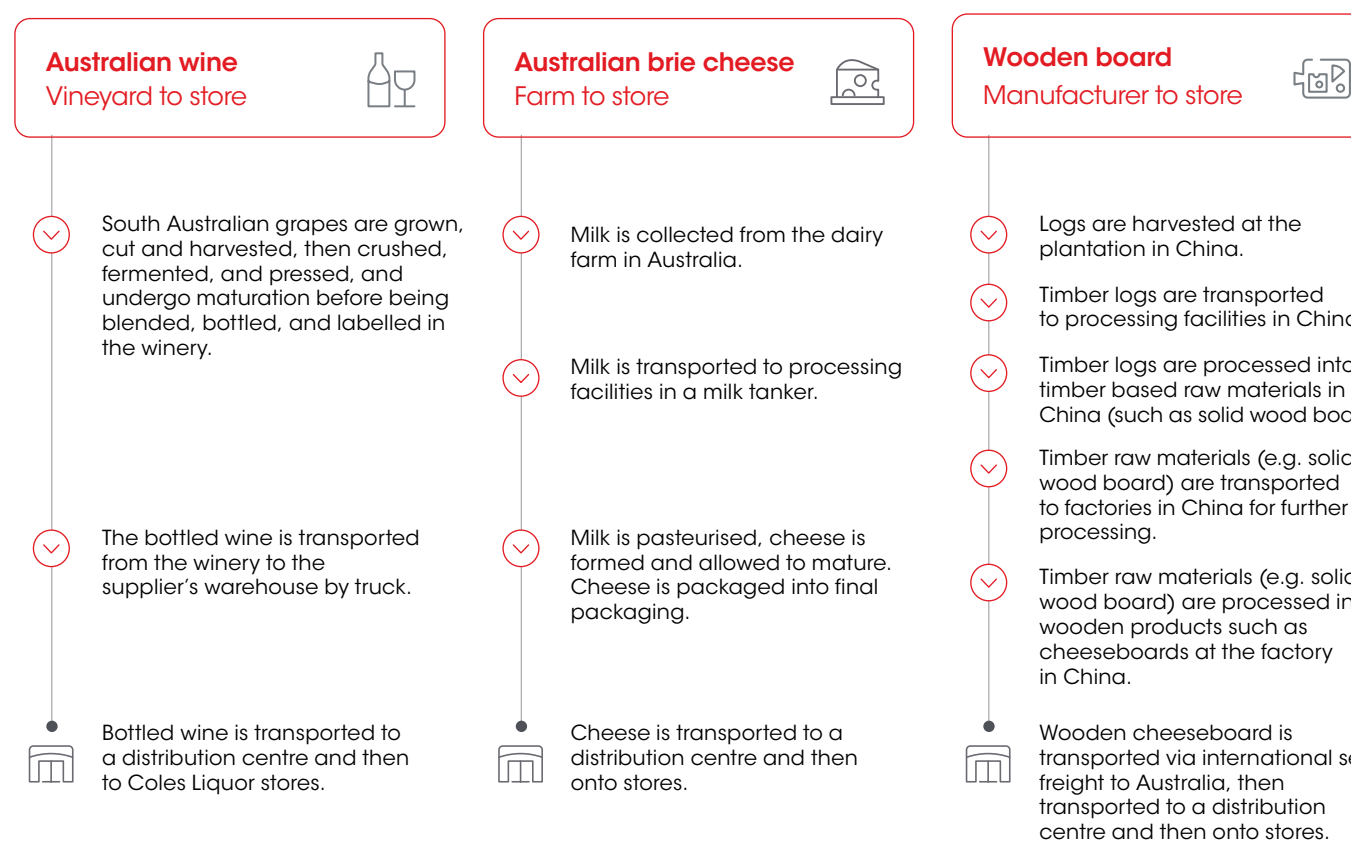 Australian wine
Vineyard to store
South Australian grapes are grown,
cut and harvested, then crushed,
fermented, and pressed, and
undergo maturation before being
blended, bottled, and labelled in
the winery.
The bottled wine is transported
from the winery to the
supplier’s warehouse by truck.
Bottled wine is transported to
a distribution centre and then
to Coles Liquor stores.
Australian brie cheese
Farm to store
Milk is collected from the dairy
farm in Australia.
Milk is transported to processing
facilities in a milk tanker.
Milk is pasteurised, cheese is
formed and allowed to mature.
Cheese is packaged into final
packaging.
Cheese is transported to a
distribution centre and then
onto stores.
Wooden board
Manufacturer to store
Logs are harvested at the
plantation in China.
Timber logs are transported
to processing facilities in
Timber logs are processed
timber based raw materials in
China (such as solid wood
Timber raw materials (e.g.
wood board) are transported
to factories in China for further
processing.
Timber raw materials (e.g.
wood board) are processed
wooden products such as
cheeseboards at the factory
in China.
Wooden cheeseboard is
transported via international
freight to Australia, then
transported to a distribution
centre and then onto stores.